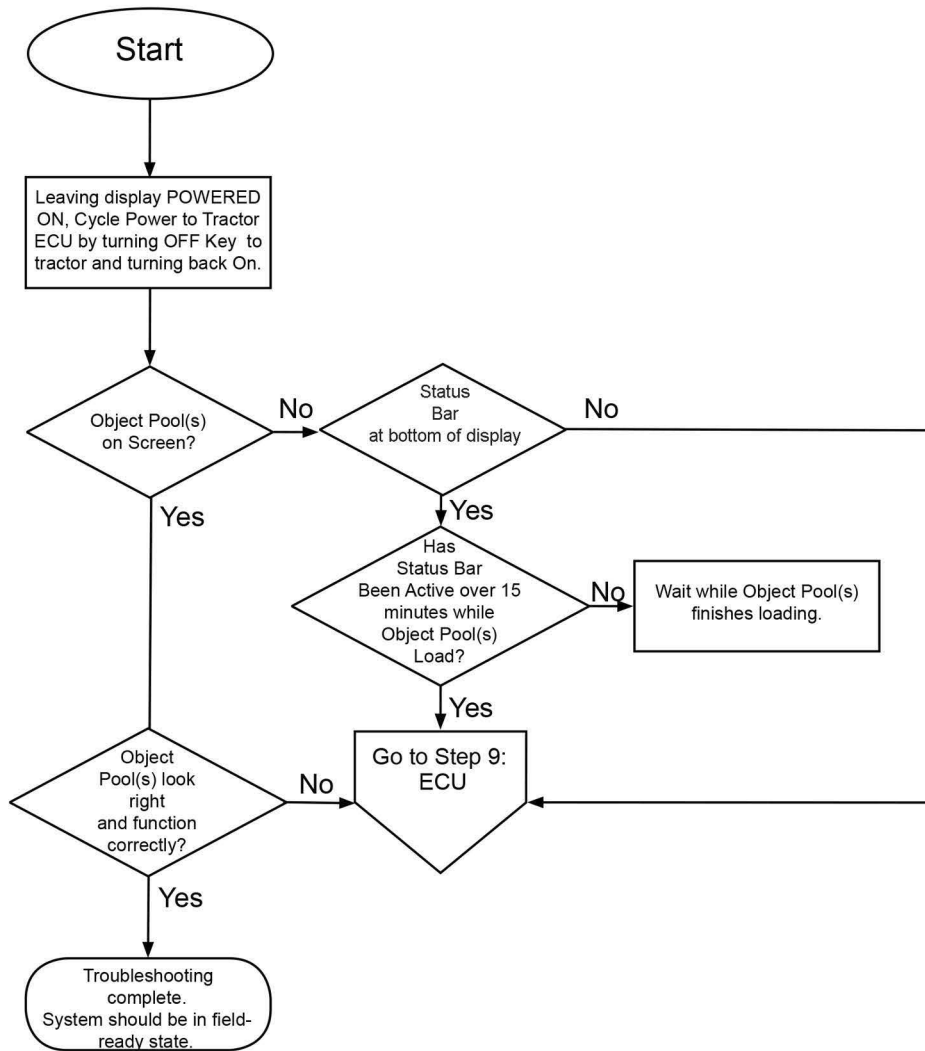 Start
Leaving display POWERED
ON, Cycle Power to Tractor
ECU by turning OFF Key to
tractor and turning back On.
Object Pool(s)
on Screen?
No
Status
Bar
at bottom of display
No
Yes
Yes
Has
Status Bar
Been Active over 15
minutes while
Object Pool(s)
Load?
No
Wait while Object Pool(s)
finishes loading.
Yes
Object
Pool(s) look
right
and function
correctly?
No
Go to Step 9:
ECU
Yes
Troubleshooting
complete.
System should be in field-
ready state.